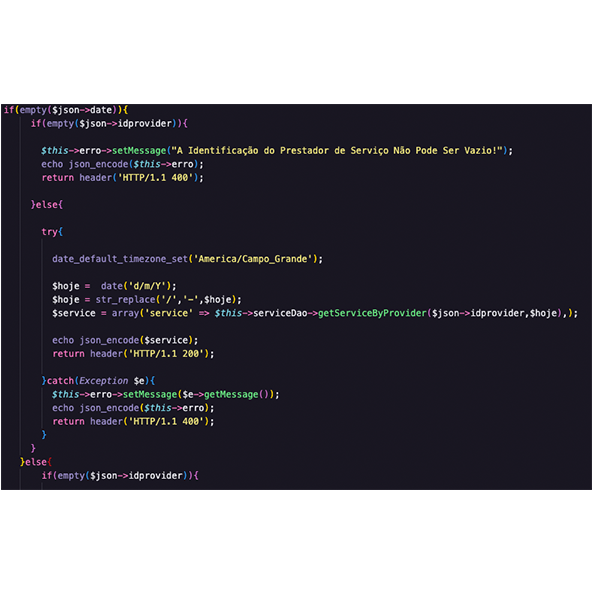 if(empty($json->date)){
if(empty($json->idprovider)){
$this->erro->setMessage("A Identificação do Prestador de Serviço Não Pode Ser Vazio!");
echo json_encode($this->erro);
return header('HTTP/1.1 400');
}else{
try{
date_default_timezone_set('America/Campo_Grande');
$hoje =  date('d/m/Y');
$hoje = str_replace('/','-',$hoje);
$service = array('service' => $this->serviceDao->getServiceByProvider($json->idprovider,$hoje),);
echo json_encode($service);
return header('HTTP/1.1 200');
}catch(Exception $e){
$this->erro->setMessage($e->getMessage());
echo json_encode($this->erro);
return header('HTTP/1.1 400');
}
}
}else{
if(empty($json->idprovider)){